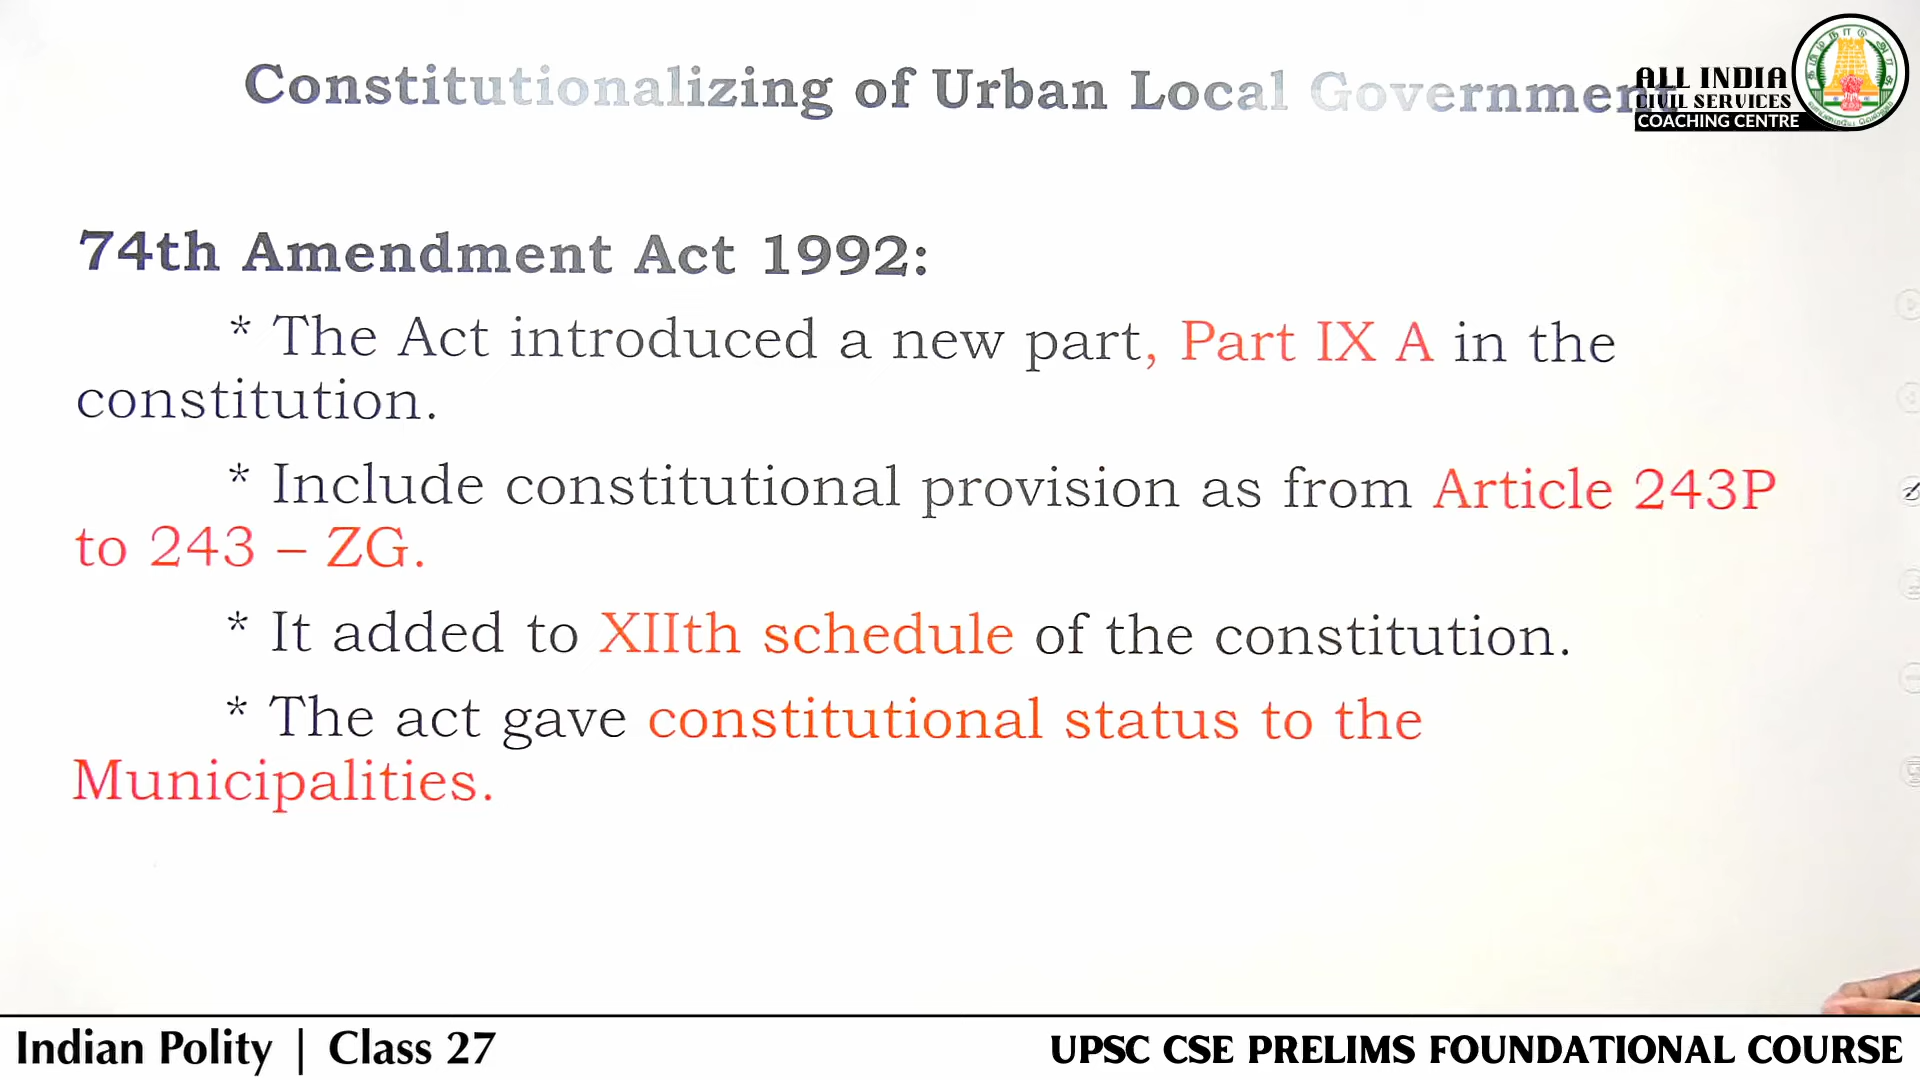 Constitutionalizing of Urban Local Government
ALL INDIA
CIVIL SERVICES
COACHING CENTRE
74th Amendment Act 1992:
* The Act introduced a new part, Part IX A in the
constitution.
* Include constitutional provision as from Article 243P
to 243 – ZG.
* It added to XIIth schedule of the constitution.
* The act gave constitutional status to the
Municipalities.
Indian Polity | Class 27
UPSC CSE PRELIMS FOUNDATIONAL COURSE